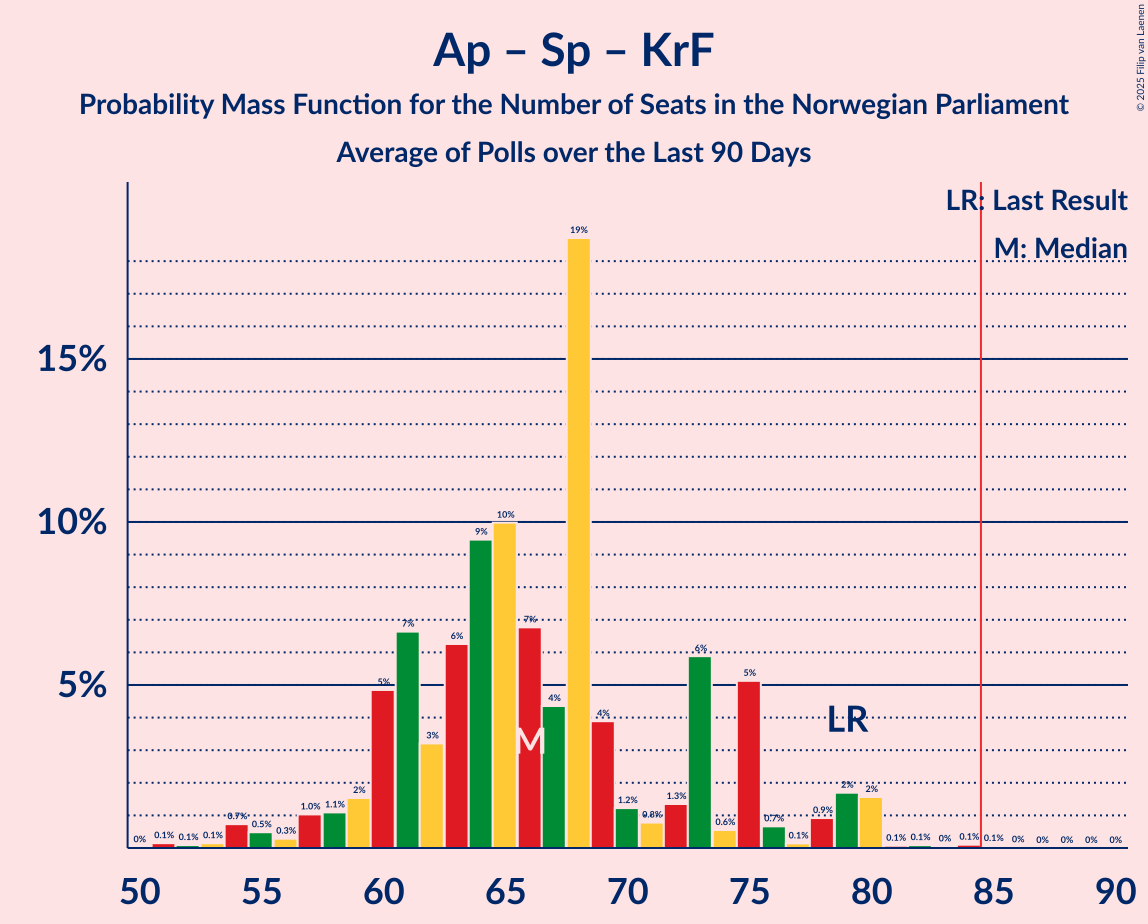 Ap – Sp – KrF
Probability Mass Function for the Number of Seats in the Norwegian Parliament
Average of Polls over the Last 90 Days
© 2025 Filip van Laenen
LR: Last Result
M: Median
15%
10%
5%
0% 0.1% 0.1% 0.1% 0.7% 0.5% 0.3% 1.0% 1.1% 2% 5% 7% 3% 6% 9% 10% 7% 4% 19% 4% 1.2% 0.8% 1.3% 6% 0.6% 5% 0.7% 0.1% 0.9% 2% 2% 0.1% 0.1% 0% 0.1% 0.1% 0% 0% 0% 0% 0%
M
LR
50 55 60 65 70 75 80 85 90